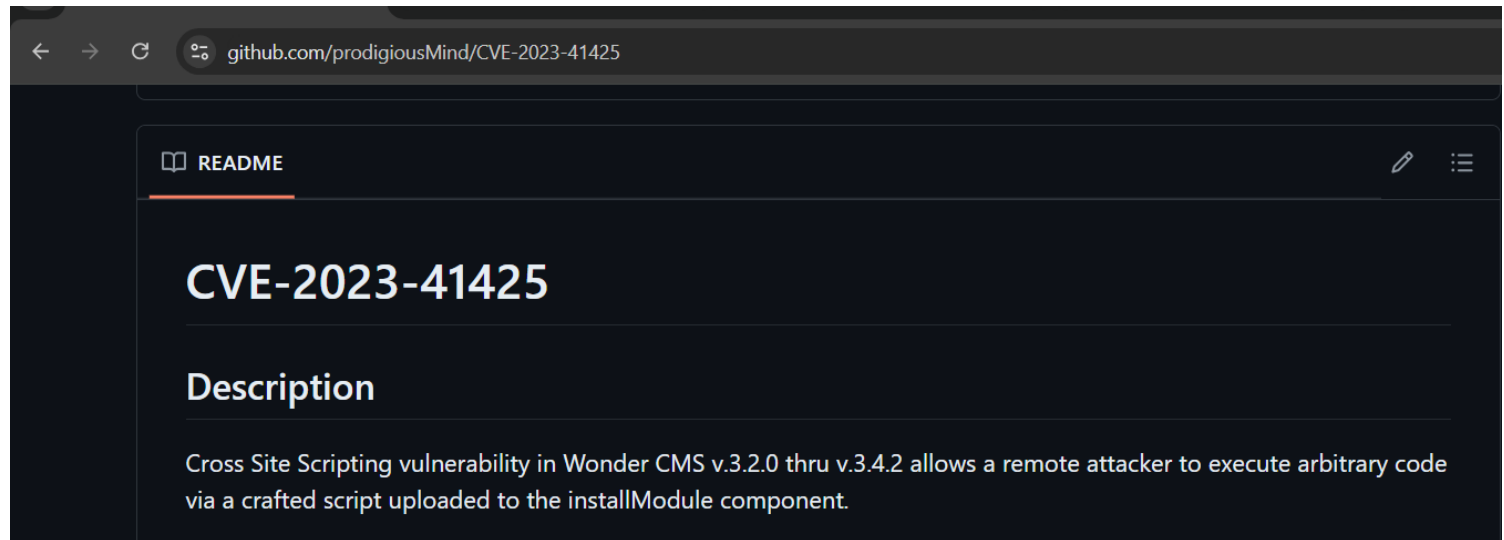 github.com/prodigiousMind/CVE-2023-41425
README
CVE-2023-41425
Description
Cross Site Scripting vulnerability in Wonder CMS v.3.2.0 thru v.3.4.2 allows a remote attacker to execute arbitrary code
via a crafted script uploaded to the installModule component.